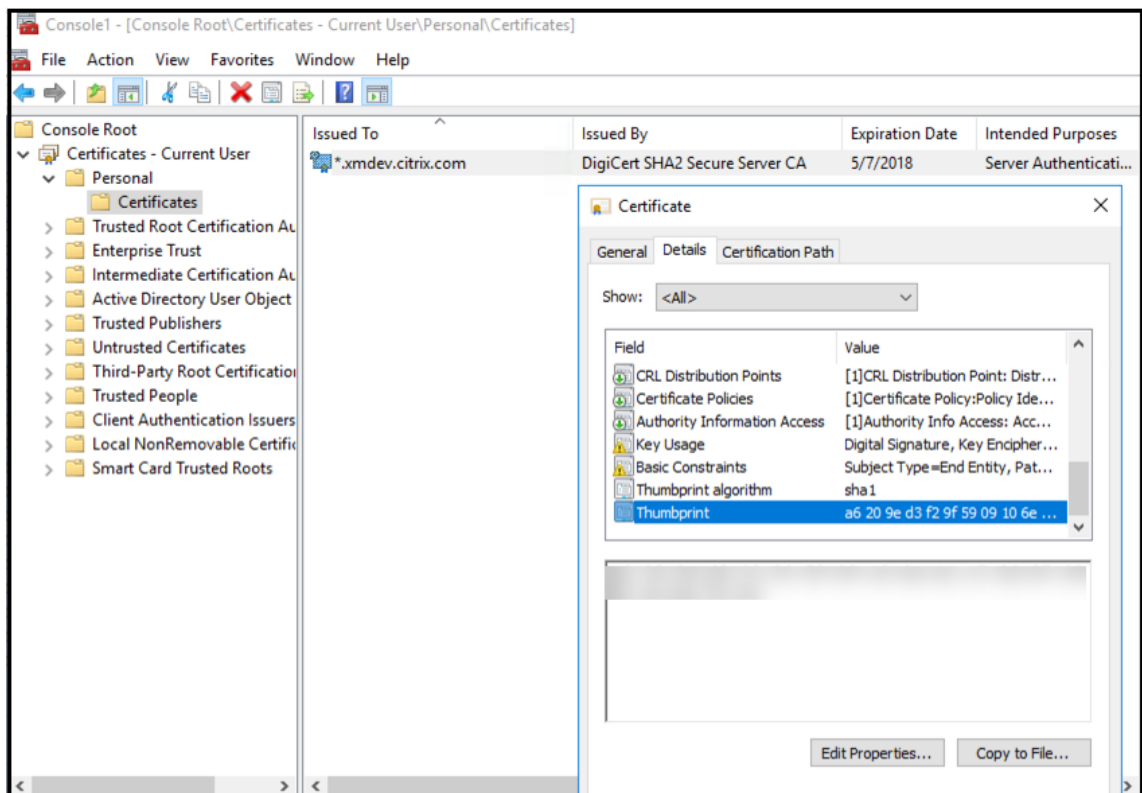 Console1 - [Console Root\Certificates - Current User\Personal\Certificates]
File Action View Favorites Window Help
Console Root
Certificates - Current User
Personal
Certificates
Trusted Root Certification Au
Enterprise Trust
Intermediate Certification Au
Active Directory User Object
Trusted Publishers
Untrusted Certificates
Third-Party Root Certification
Trusted People
Client Authentication Issuers
Local NonRemovable Certific
Smart Card Trusted Roots
Issued To Issued By Expiration Date Intended Purposes
*.xmdev.citrix.com DigiCert SHA2 Secure Server CA 5/7/2018 Server Authenticati...
Certificate
General Details Certification Path
Show: <All>
Field Value
CRL Distribution Points [1]CRL Distribution Point: Distr...
Certificate Policies [1]Certificate Policy:Policy Ide...
Authority Information Access [1]Authority Info Access: Acc...
Key Usage Digital Signature, Key Encipher...
Basic Constraints Subject Type=End Entity, Pat...
Thumbprint algorithm sha1
Thumbprint a6 20 9e d3 f2 9f 59 09 10 6e ...
Edit Properties... Copy to File...